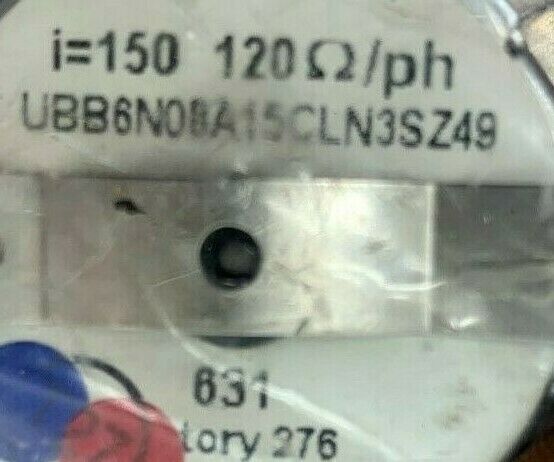 i=150 120Ω/ph
UBB6N08A15CLN3SZ49
631
tory 276